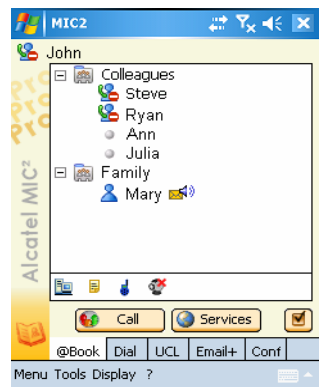 MIC2
John
Colleagues
Steve
Ryan
Ann
Julia
Family
Mary
Alcatel MIC²
Call Services
@Book Dial UCL Email+ Conf
Menu Tools Display ?